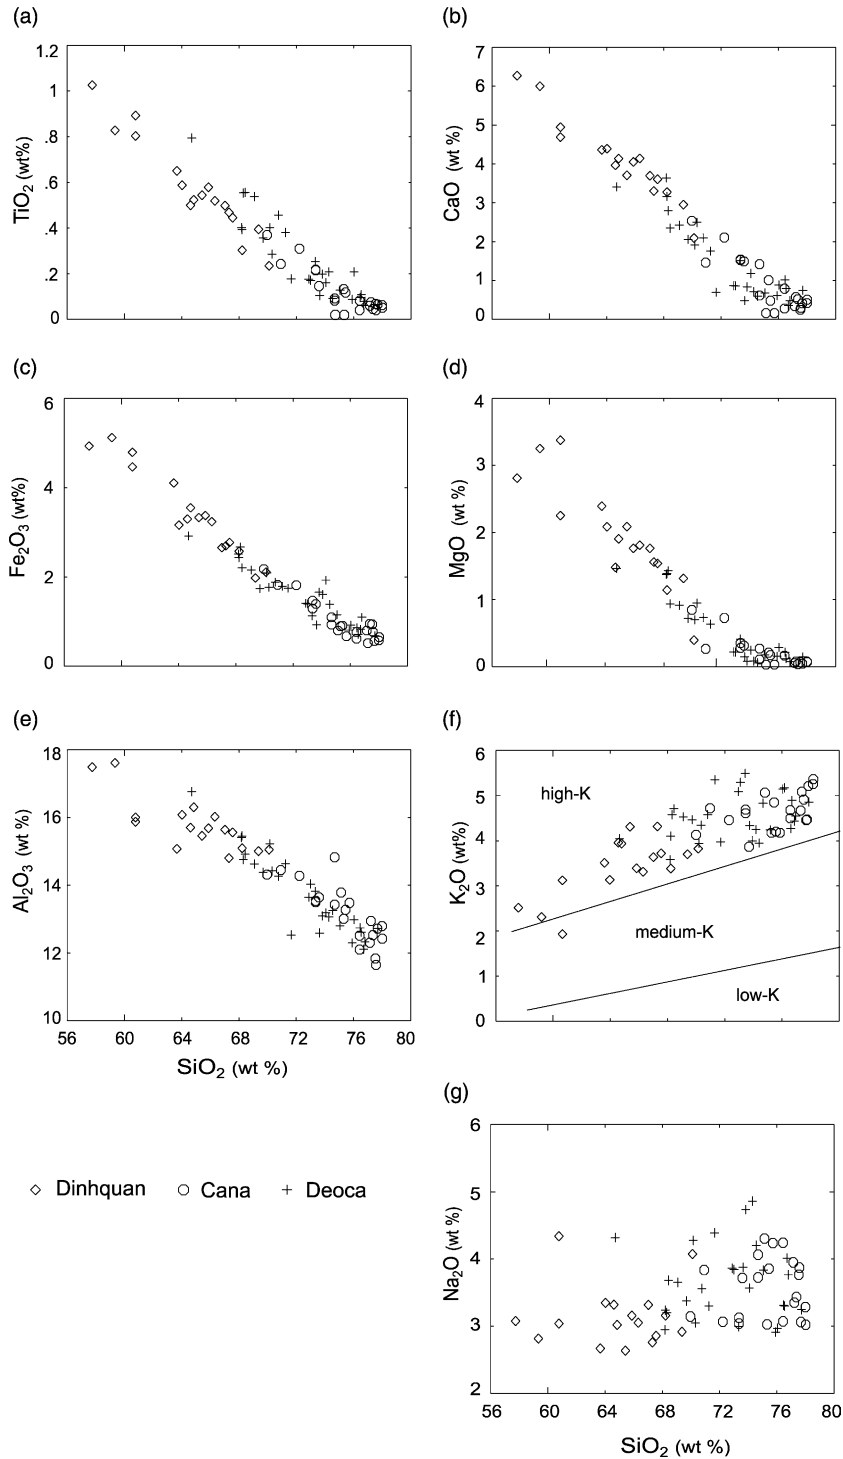 (a)
1.2
1
.8
.6
.4
.2
0
TiO2 (wt%)
(b)
7
6
5
4
3
2
1
0
CaO (wt %)
(c)
6
4
2
0
Fe2O3 (wt%)
(d)
4
3
2
1
0
MgO (wt %)
(e)
18
16
14
12
10
Al2O3 (wt %)
56 60 64 68 72 76 80
SiO2 (wt %)
(f)
6
5
4
3
2
1
0
K2O (wt%)
high-K
medium-K
low-K
(g)
6
5
4
3
2
Na2O (wt %)
56 60 64 68 72 76 80
SiO2 (wt %)
Dinhquan Cana Deoca